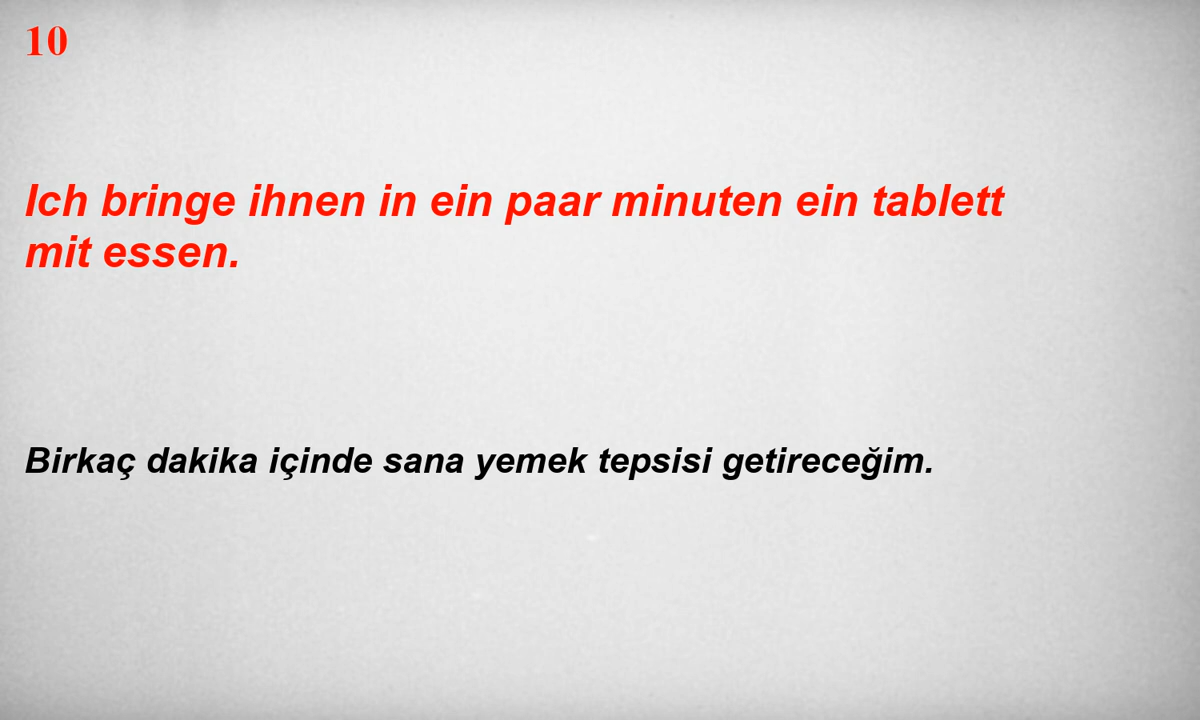 10
Ich bringe ihnen in ein paar minuten ein tablett
mit essen.
Birkaç dakika içinde sana yemek tepsisi getireceğim.